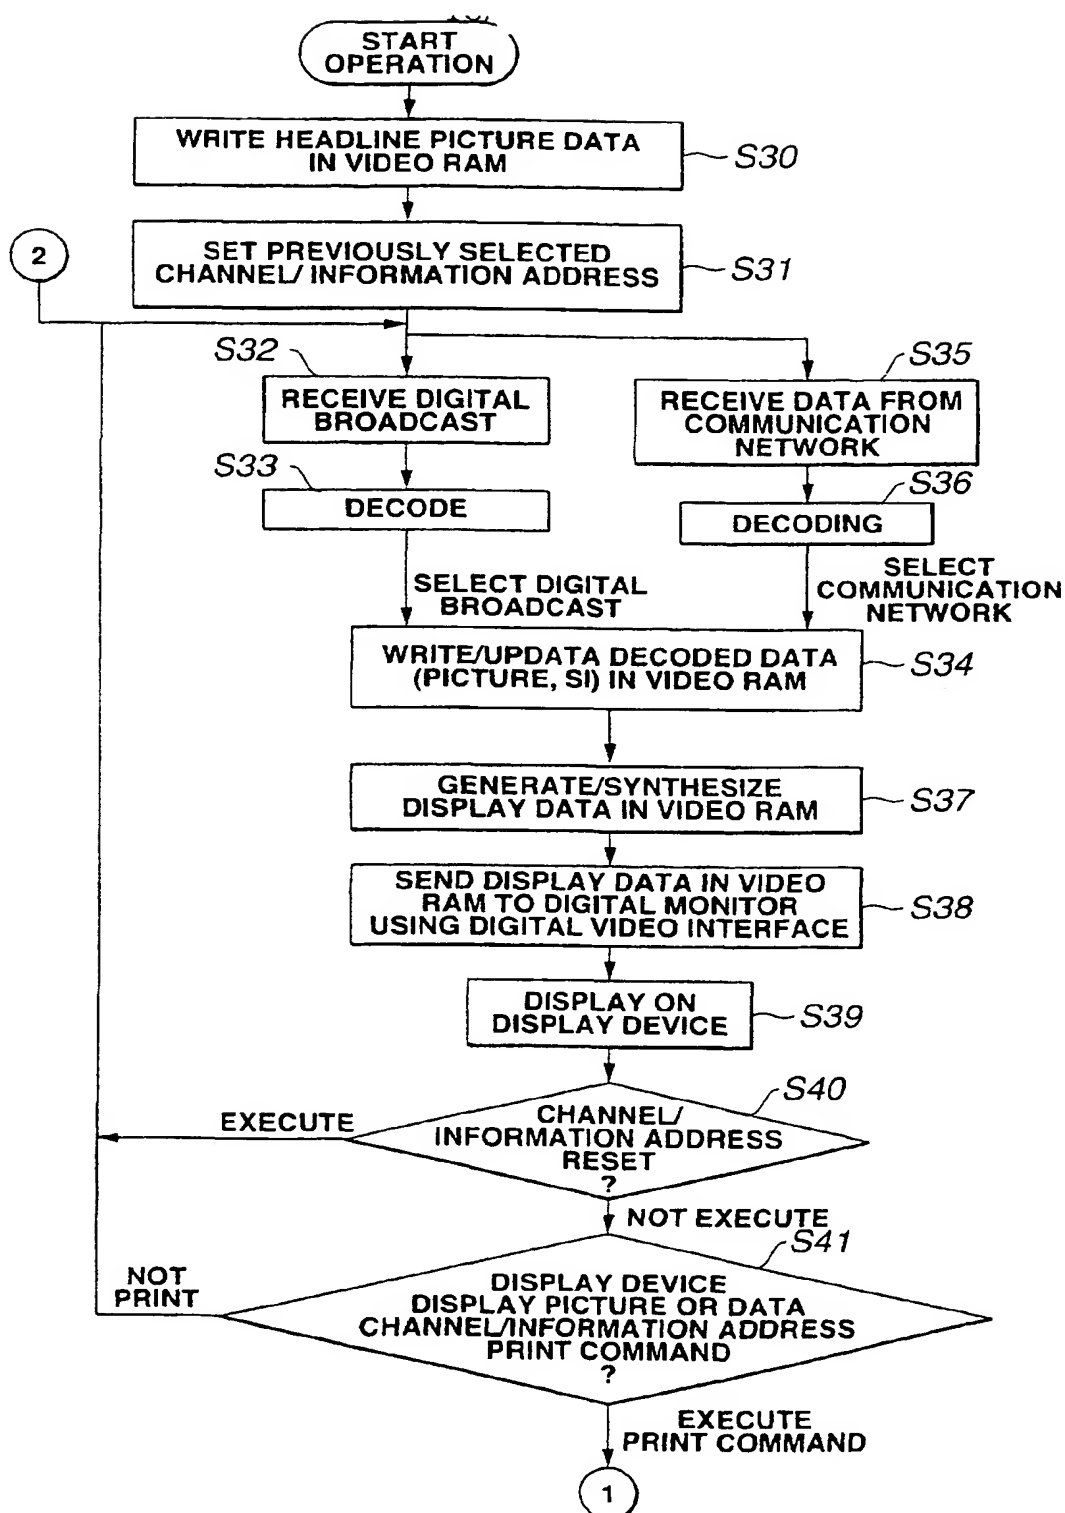 START
OPERATION
WRITE HEADLINE PICTURE DATA
IN VIDEO RAM
S30
2
SET PREVIOUSLY SELECTED
CHANNEL/ INFORMATION ADDRESS
S31
S32
RECEIVE DIGITAL
BROADCAST
S35
RECEIVE DATA FROM
COMMUNICATION
NETWORK
S33
DECODE
S36
DECODING
SELECT DIGITAL
BROADCAST
SELECT
COMMUNICATION
NETWORK
WRITE/UPDATA DECODED DATA
(PICTURE, SI) IN VIDEO RAM
S34
GENERATE/SYNTHESIZE
DISPLAY DATA IN VIDEO RAM
S37
SEND DISPLAY DATA IN VIDEO
RAM TO DIGITAL MONITOR
USING DIGITAL VIDEO INTERFACE
S38
DISPLAY ON
DISPLAY DEVICE
S39
S40
EXECUTE
CHANNEL/
INFORMATION ADDRESS
RESET
?
NOT EXECUTE
S41
NOT
PRINT
DISPLAY DEVICE
DISPLAY PICTURE OR DATA
CHANNEL/INFORMATION ADDRESS
PRINT COMMAND
?
EXECUTE
PRINT COMMAND
1